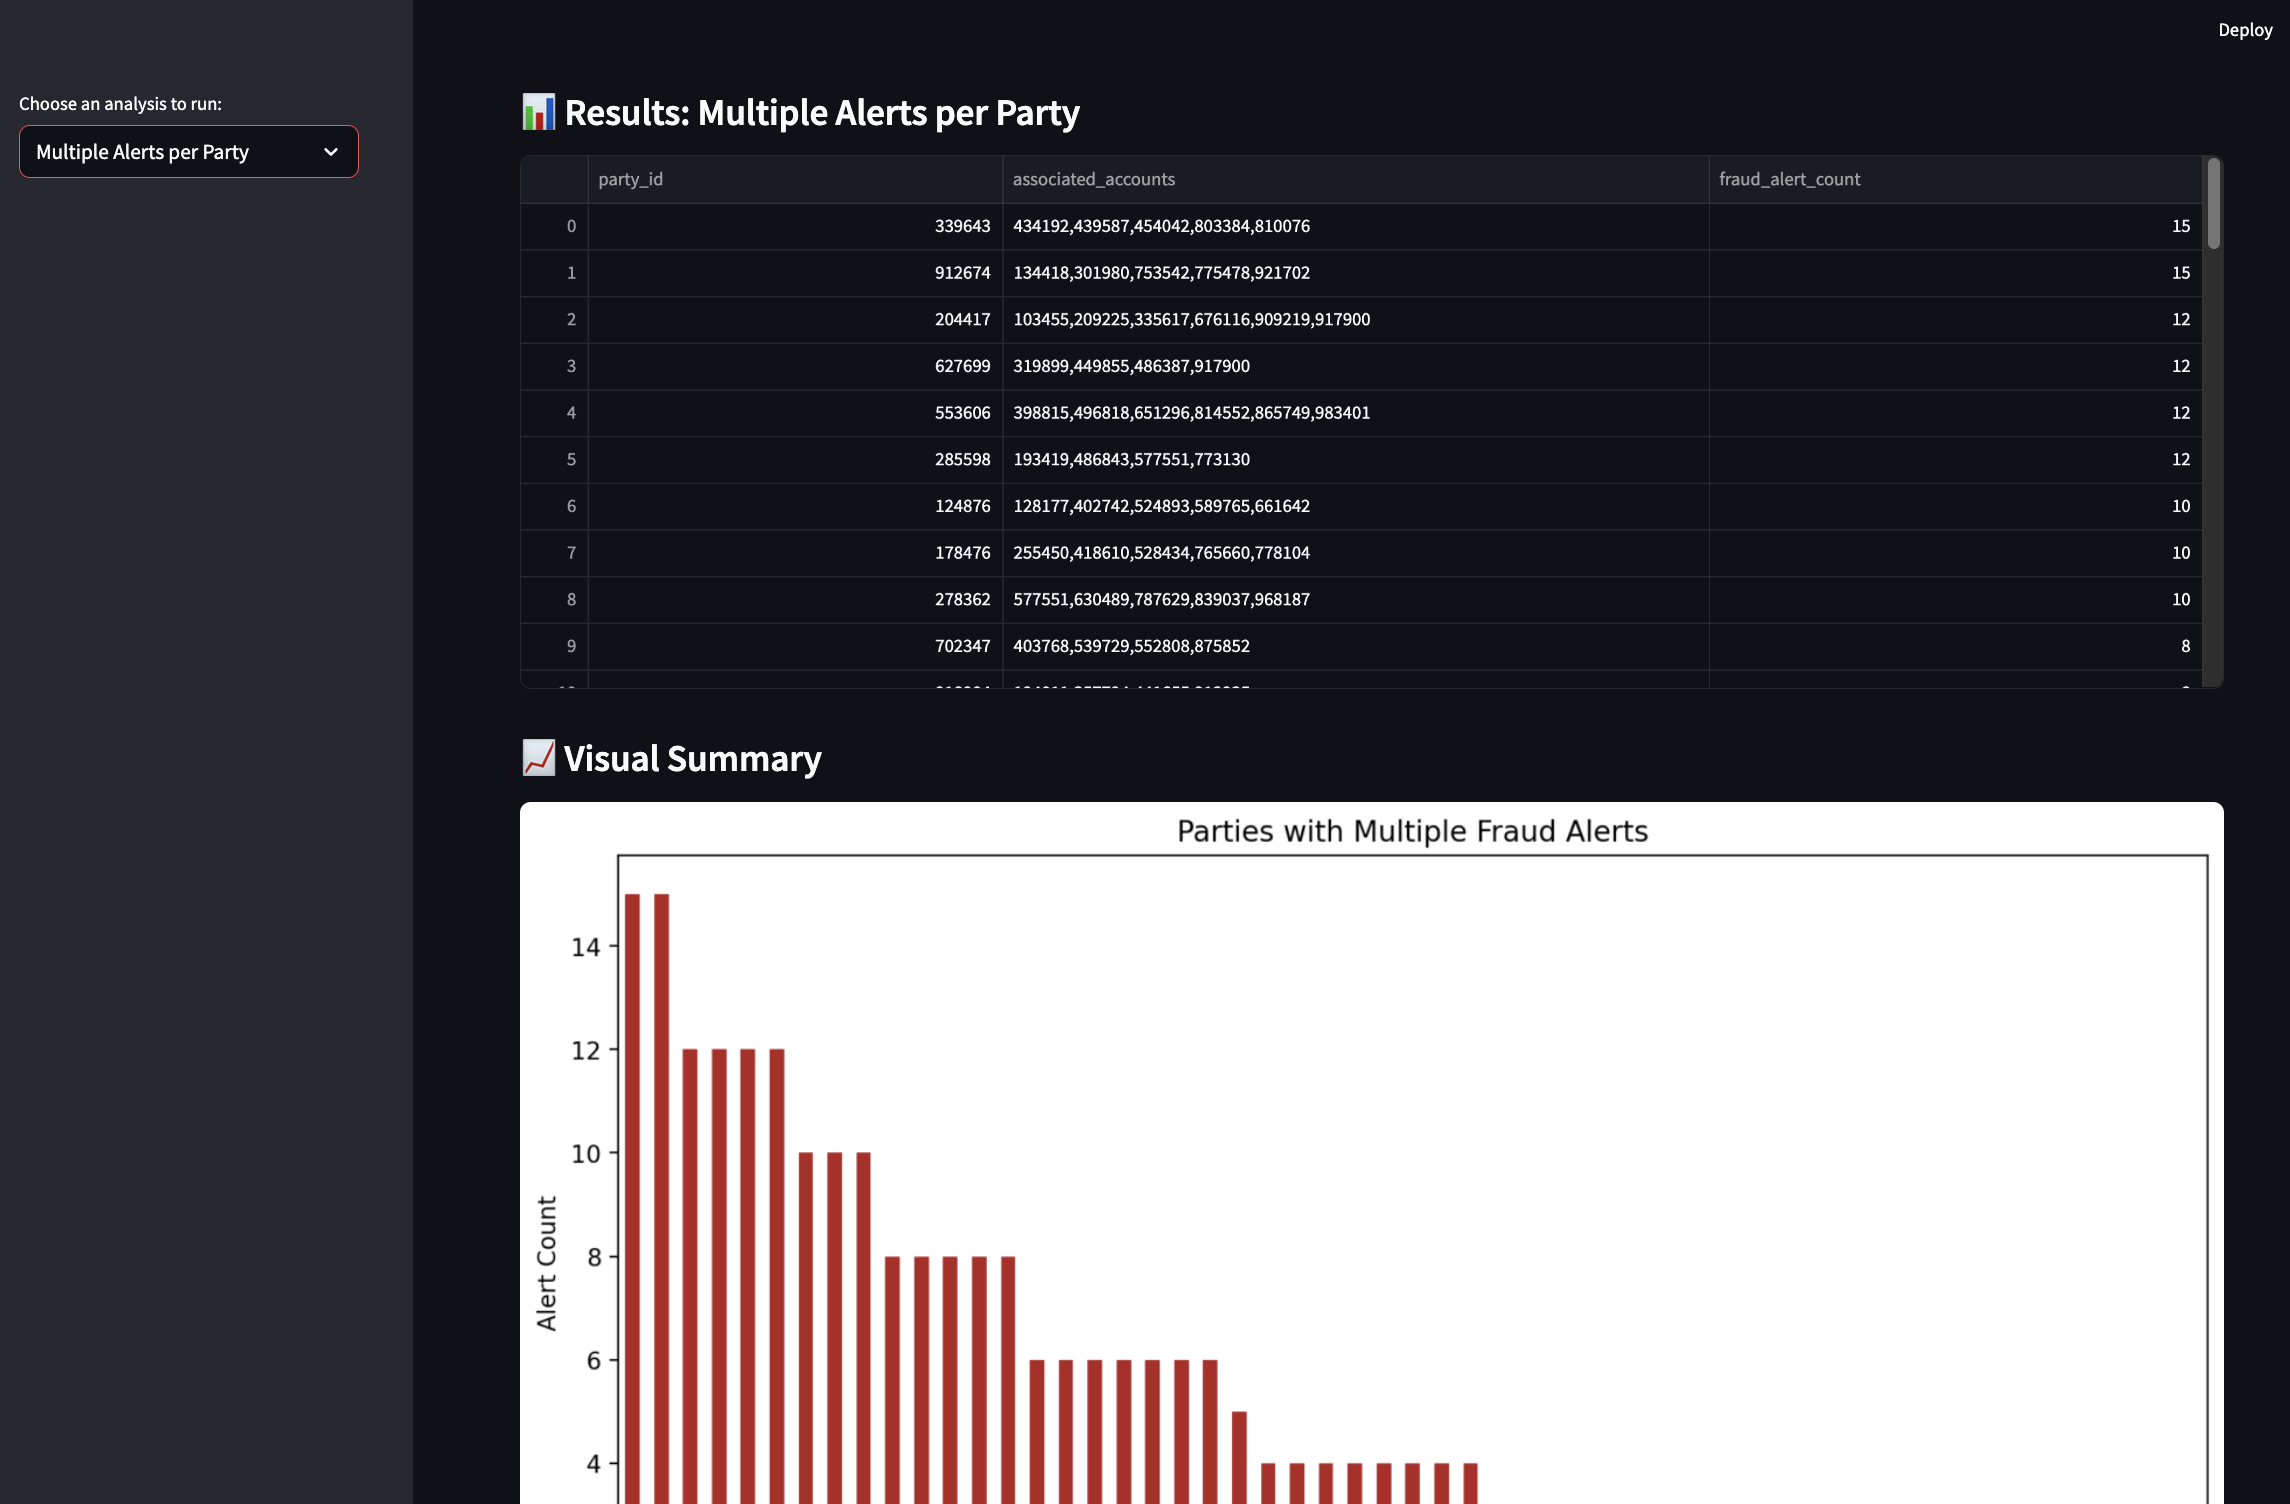 Deploy
Choose an analysis to run:
Multiple Alerts per Party
Results: Multiple Alerts per Party
party_id associated_accounts fraud_alert_count
0 339643 434192,439587,454042,803384,810076 15
1 912674 134418,301980,753542,775478,921702 15
2 204417 103455,209225,335617,676116,909219,917900 12
3 627699 319899,449855,486387,917900 12
4 553606 398815,496818,651296,814552,865749,983401 12
5 285598 193419,486843,577551,773130 12
6 124876 128177,402742,524893,589765,661642 10
7 178476 255450,418610,528434,765660,778104 10
8 278362 577551,630489,787629,839037,968187 10
9 702347 403768,539729,552808,875852 8
Visual Summary
Parties with Multiple Fraud Alerts
14
12
10
8
6
4
Alert Count